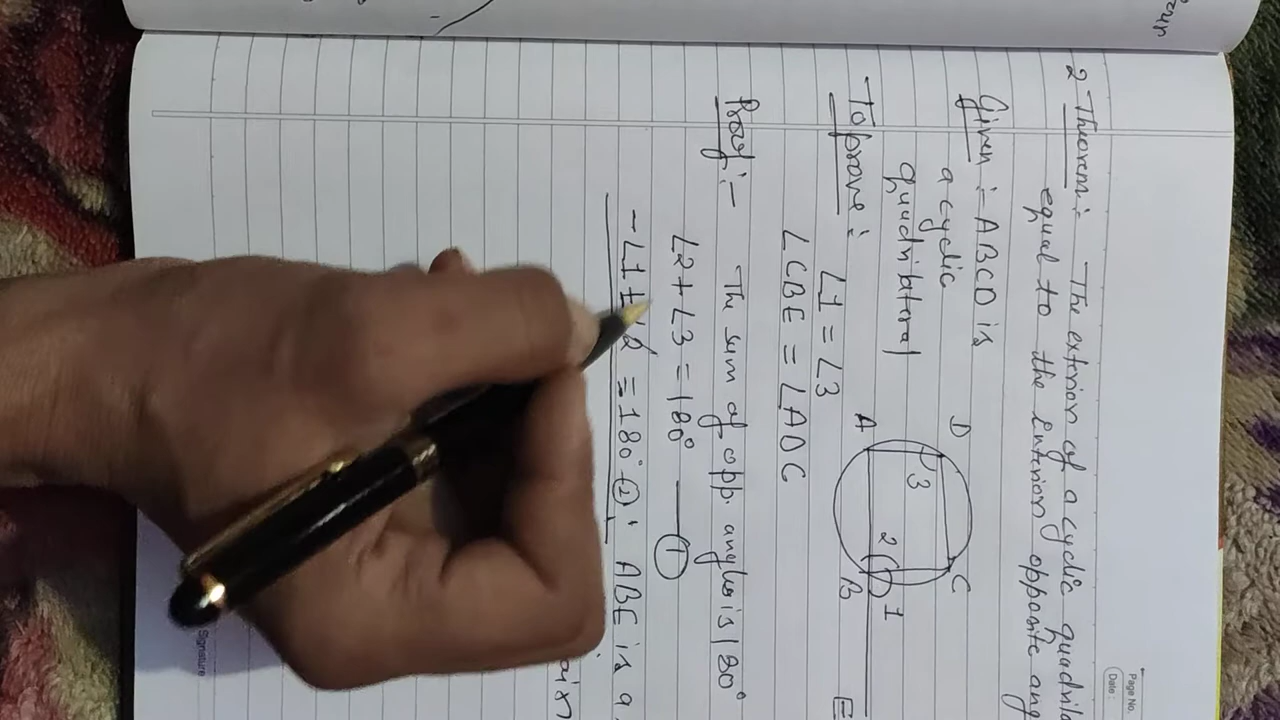 Page No.
Date:
2 Theorem:- The exterior of a cyclic
equal to the interior opposite
Given :- ABCD is
a cyclic
quadrilateral
D
C
3
2
1
A
B
E
To prove : ∠1 = ∠3
∠CBE = ∠ADC
Proof :- The sum of opp. angles is 180°
∠2 + ∠3 = 180° — ①
- ∠1 + ∠2 = 180° - ② ABE is a
Signature